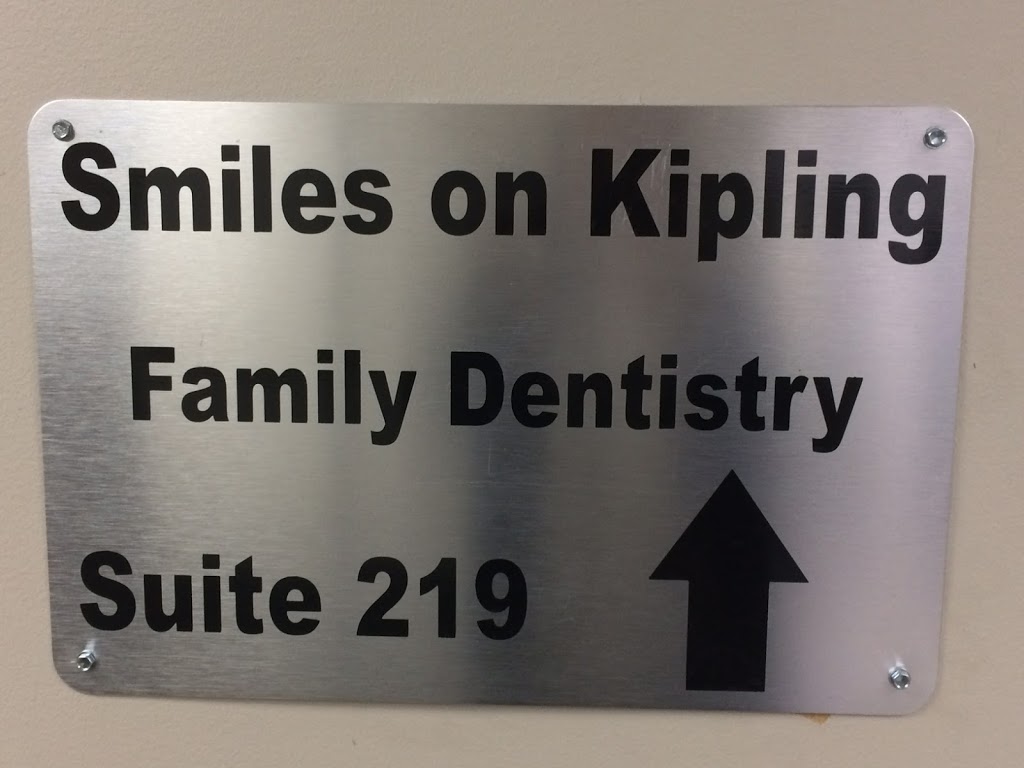 Smiles on Kipling
Family Dentistry
Suite 219